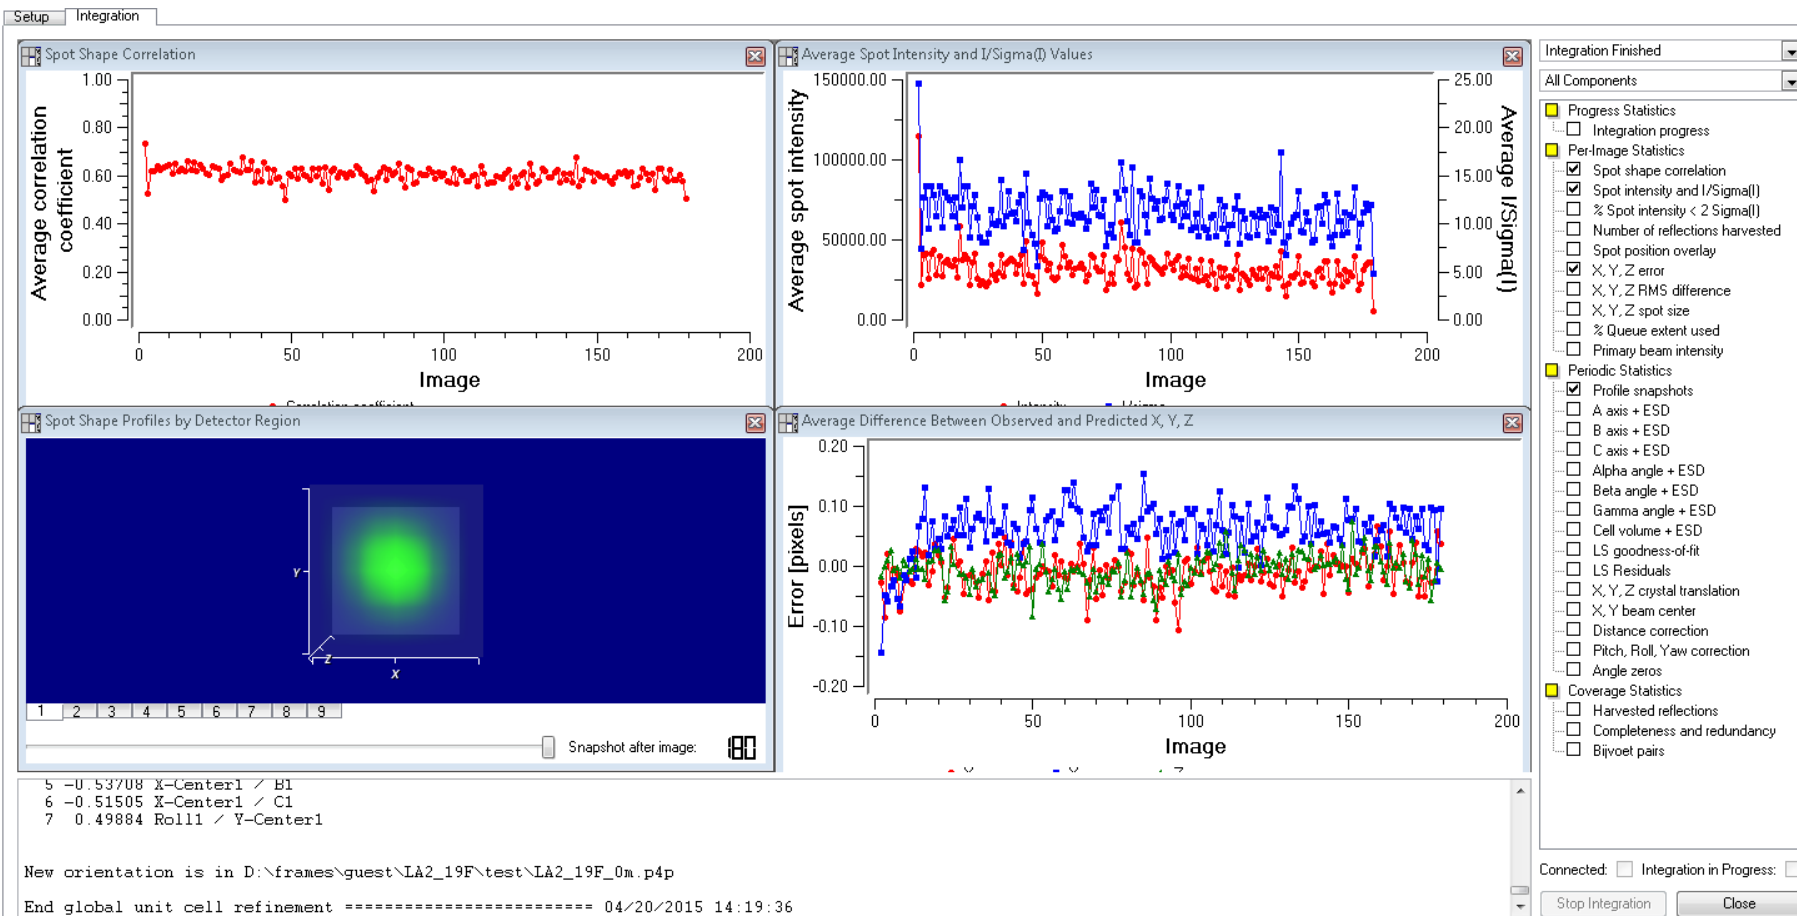 Setup
Integration
Spot Shape Correlation
1.00
0.80
0.60
0.40
0.20
0.00
Average correlation
coefficient
0 50 100 150 200
Image
Correlation coefficient
Average Spot Intensity and I/Sigma(I) Values
150000.00
100000.00
50000.00
0.00
Average spot intensity
25.00
20.00
15.00
10.00
5.00
0.00
Average I/Sigma(I)
0 50 100 150 200
Image
Intensity I/sigma
Spot Shape Profiles by Detector Region
Y
Z
X
1 2 3 4 5 6 7 8 9
Snapshot after image: 180
Average Difference Between Observed and Predicted X, Y, Z
0.20
0.10
0.00
-0.10
-0.20
Error [pixels]
0 50 100 150 200
Image
X Y Z
5 -0.53708 X-Center1 / B1
6 -0.51505 X-Center1 / C1
7 0.49884 Roll1 / Y-Center1
New orientation is in D:\frames\guest\LA2_19F\test\LA2_19F_0m.p4p
End global unit cell refinement ========================= 04/20/2015 14:19:36
Integration Finished
All Components
Progress Statistics
Integration progress
Per-Image Statistics
Spot shape correlation
Spot intensity and I/Sigma(I)
% Spot intensity < 2 Sigma(I)
Number of reflections harvested
Spot position overlay
X, Y, Z error
X, Y, Z RMS difference
X, Y, Z spot size
% Queue extent used
Primary beam intensity
Periodic Statistics
Profile snapshots
A axis + ESD
B axis + ESD
C axis + ESD
Alpha angle + ESD
Beta angle + ESD
Gamma angle + ESD
Cell volume + ESD
LS goodness-of-fit
LS Residuals
X, Y, Z crystal translation
X, Y beam center
Distance correction
Pitch, Roll, Yaw correction
Angle zeros
Coverage Statistics
Harvested reflections
Completeness and redundancy
Bijvoet pairs
Connected: Integration in Progress:
Stop Integration Close